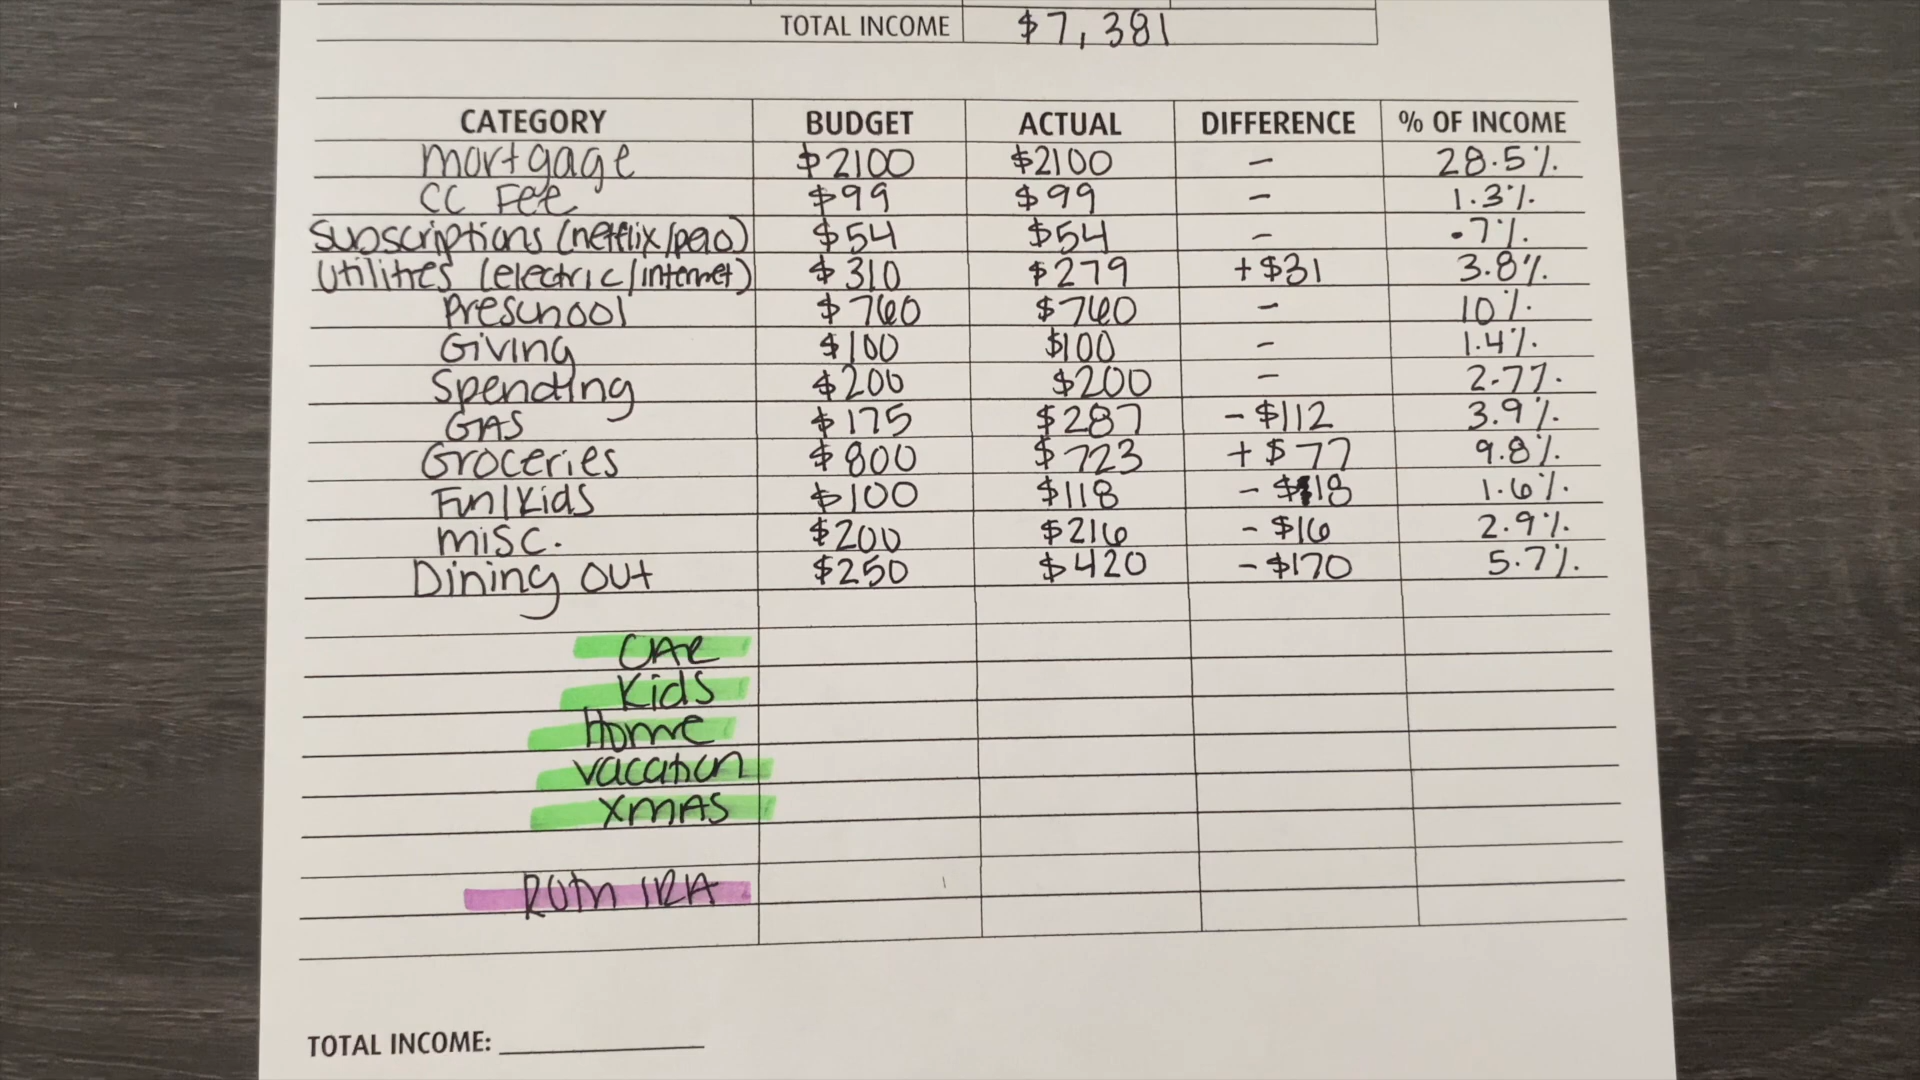 TOTAL INCOME $7,381
CATEGORY BUDGET ACTUAL DIFFERENCE % OF INCOME
Mortgage $2100 $2100 - 28.5%
CC Fee $99 $99 - 1.3%
Subscriptions (netflix/pelo) $54 $54 - .7%
Utilities (electric/internet) $310 $279 +$31 3.8%
Preschool $760 $760 - 10%
Giving $100 $100 - 1.4%
Spending $200 $200 - 2.7%
GAS $175 $287 -$112 3.9%
Groceries $800 $723 +$77 9.8%
Fun/Kids $100 $118 -$18 1.6%
Misc. $200 $216 -$16 2.9%
Dining Out $250 $420 -$170 5.7%
CAR
Kids
Home
Vacation
XMAS
ROTH IRA
TOTAL INCOME: